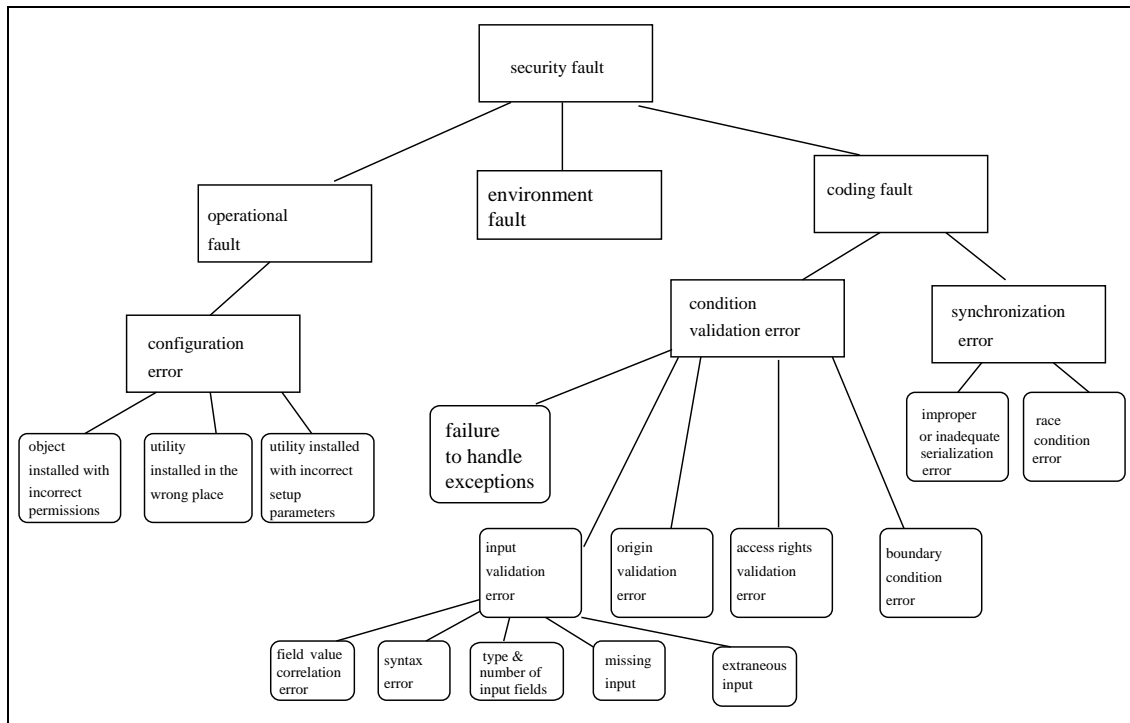 security fault
operational
fault
environment
fault
coding fault
configuration
error
condition
validation error
synchronization
error
object
installed with
incorrect
permissions
utility
installed in the
wrong place
utility installed
with incorrect
setup
parameters
failure
to handle
exceptions
improper
or inadequate
serialization
error
race
condition
error
input
validation
error
origin
validation
error
access rights
validation
error
boundary
condition
error
field value
correlation
error
syntax
error
type &
number of
input fields
missing
input
extraneous
input